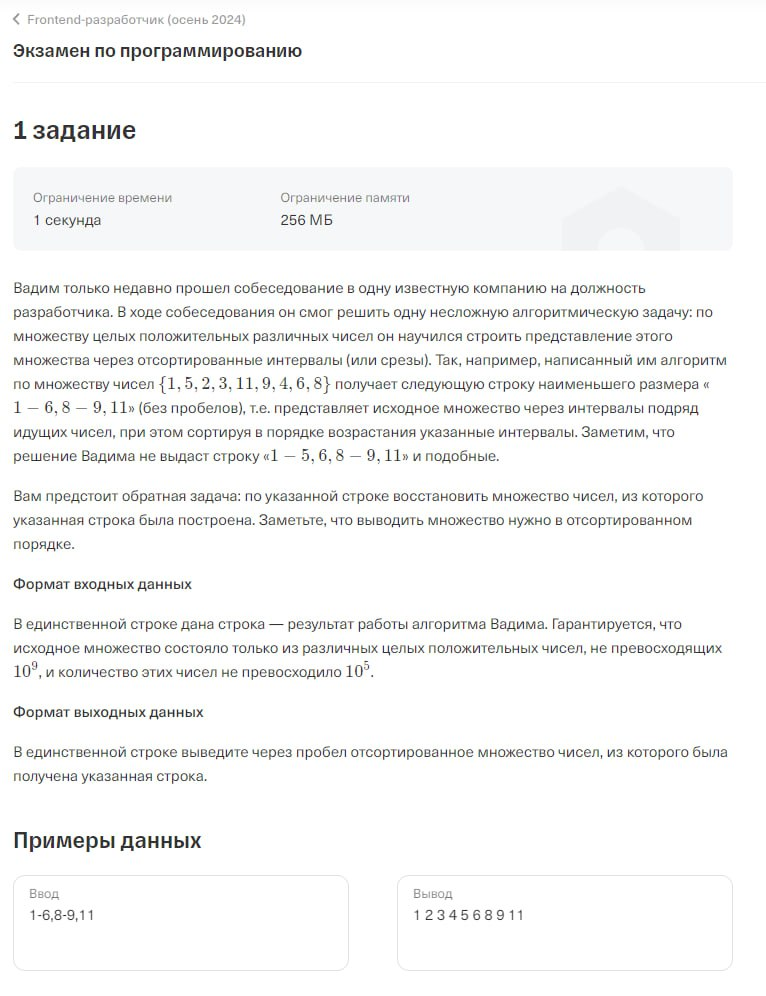 Frontend-разработчик (осень 2024)
Экзамен по программированию
1 задание
Ограничение времени
Ограничение памяти
1 секунда
256 МБ
Вадим только недавно прошел собеседование в одну известную компанию на должность
разработчика. В ходе собеседования он смог решить одну несложную алгоритмическую задачу: по
множеству целых положительных различных чисел он научился строить представление этого
множества через отсортированные интервалы (или срезы). Так, например, написанный им алгоритм
по множеству чисел {1, 5, 2, 3, 11, 9, 4, 6, 8} получает следующую строку наименьшего размера «
1 − 6, 8 − 9, 11» (без пробелов), т.е. представляет исходное множество через интервалы подряд
идущих чисел, при этом сортируя в порядке возрастания указанные интервалы. Заметим, что
решение Вадима не выдаст строку «1 − 5, 6, 8 − 9, 11» и подобные.
Вам предстоит обратная задача: по указанной строке восстановить множество чисел, из которого
указанная строка была построена. Заметьте, что выводить множество нужно в отсортированном
порядке.
Формат входных данных
В единственной строке дана строка — результат работы алгоритма Вадима. Гарантируется, что
исходное множество состояло только из различных целых положительных чисел, не превосходящих
10⁹, и количество этих чисел не превосходило 10⁵.
Формат выходных данных
В единственной строке выведите через пробел отсортированное множество чисел, из которого была
получена указанная строка.
Примеры данных
Ввод
1-6,8-9,11
Вывод
1 2 3 4 5 6 8 9 11